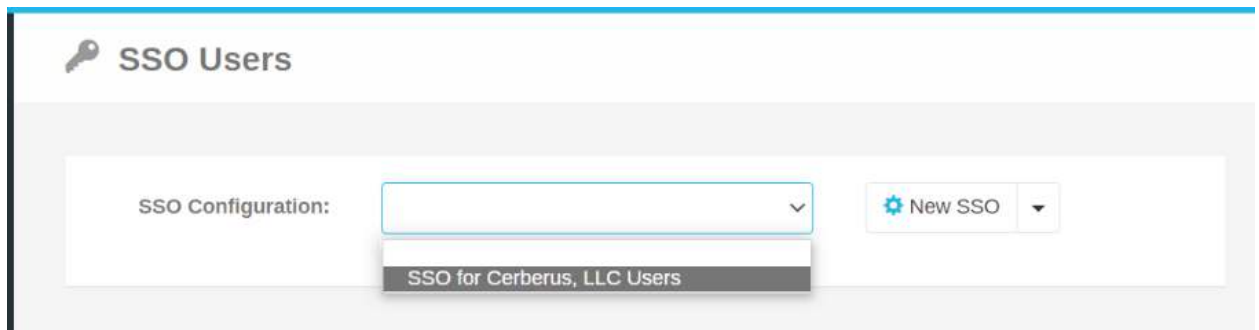 SSO Users
SSO Configuration:
New SSO
SSO for Cerberus, LLC Users